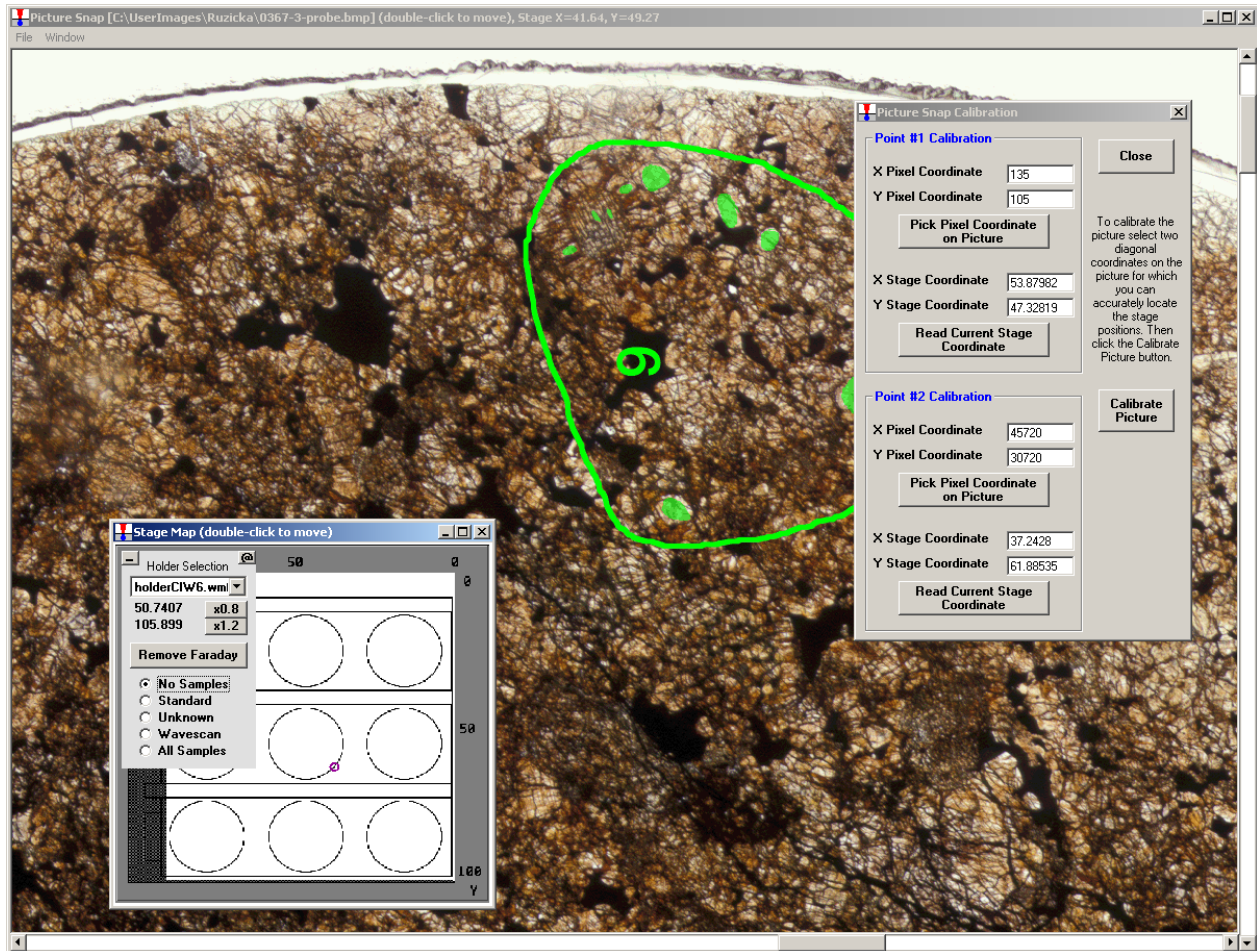 Picture Snap [C:\UserImages\Ruzicka\0367-3-probe.bmp] (double-click to move), Stage X=41.64, Y=49.27
File Window
Picture Snap Calibration
Point #1 Calibration
X Pixel Coordinate 135
Y Pixel Coordinate 105
Pick Pixel Coordinate
on Picture
X Stage Coordinate 53.87982
Y Stage Coordinate 47.32819
Read Current Stage
Coordinate
Point #2 Calibration
X Pixel Coordinate 45720
Y Pixel Coordinate 30720
Pick Pixel Coordinate
on Picture
X Stage Coordinate 37.2428
Y Stage Coordinate 61.88535
Read Current Stage
Coordinate
Close
To calibrate the
picture select two
diagonal
coordinates on the
picture for which
you can
accurately locate
the stage
positions. Then
click the Calibrate
Picture button.
Calibrate
Picture
9
Stage Map (double-click to move)
@
Holder Selection
holderCIW6.wm
50.7407 x0.8
105.899 x1.2
Remove Faraday
No Samples
Standard
Unknown
Wavescan
All Samples
50 0
0
50
100
Y